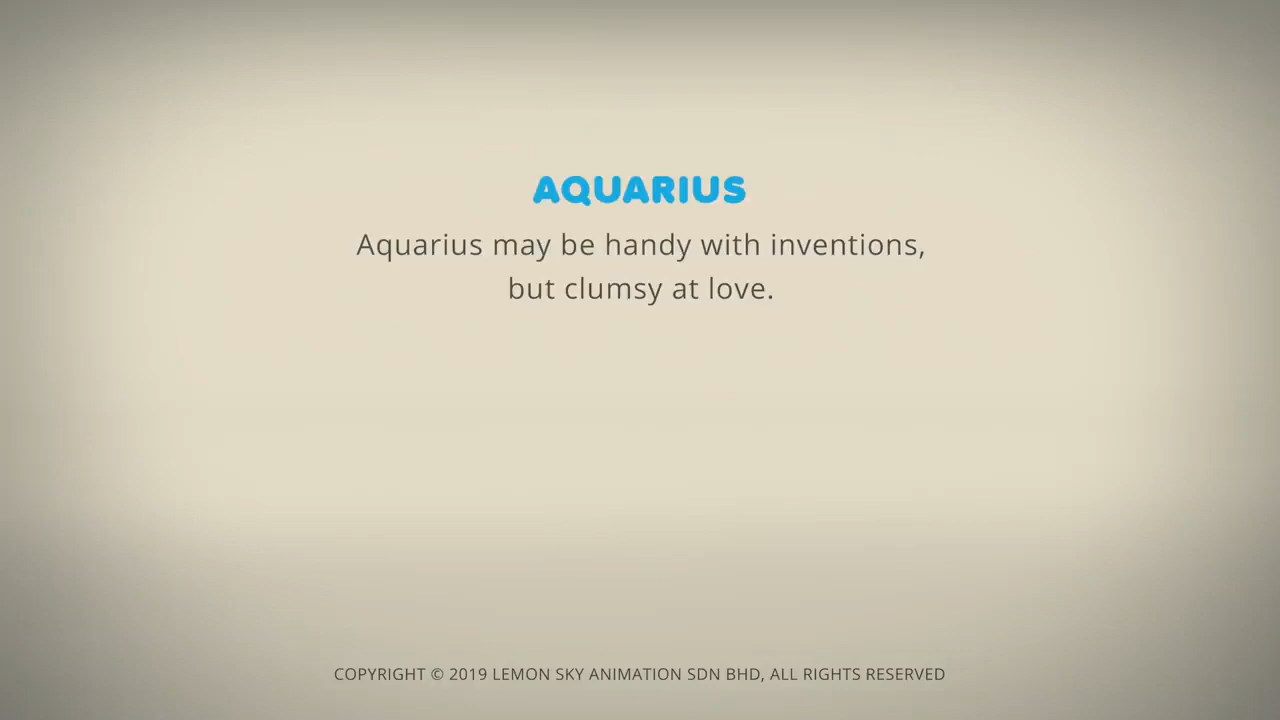 AQUARIUS
Aquarius may be handy with inventions,
but clumsy at love.
COPYRIGHT © 2019 LEMON SKY ANIMATION SDN BHD, ALL RIGHTS RESERVED